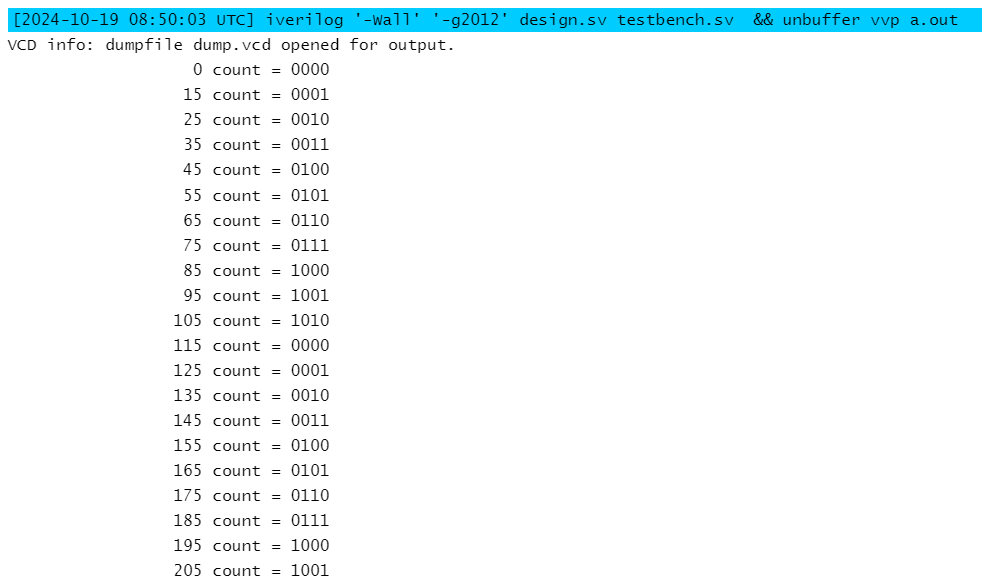 [2024-10-19 08:50:03 UTC] iverilog '-Wall' '-g2012' design.sv testbench.sv  && unbuffer vvp a.out
VCD info: dumpfile dump.vcd opened for output.
0 count = 0000
15 count = 0001
25 count = 0010
35 count = 0011
45 count = 0100
55 count = 0101
65 count = 0110
75 count = 0111
85 count = 1000
95 count = 1001
105 count = 1010
115 count = 0000
125 count = 0001
135 count = 0010
145 count = 0011
155 count = 0100
165 count = 0101
175 count = 0110
185 count = 0111
195 count = 1000
205 count = 1001